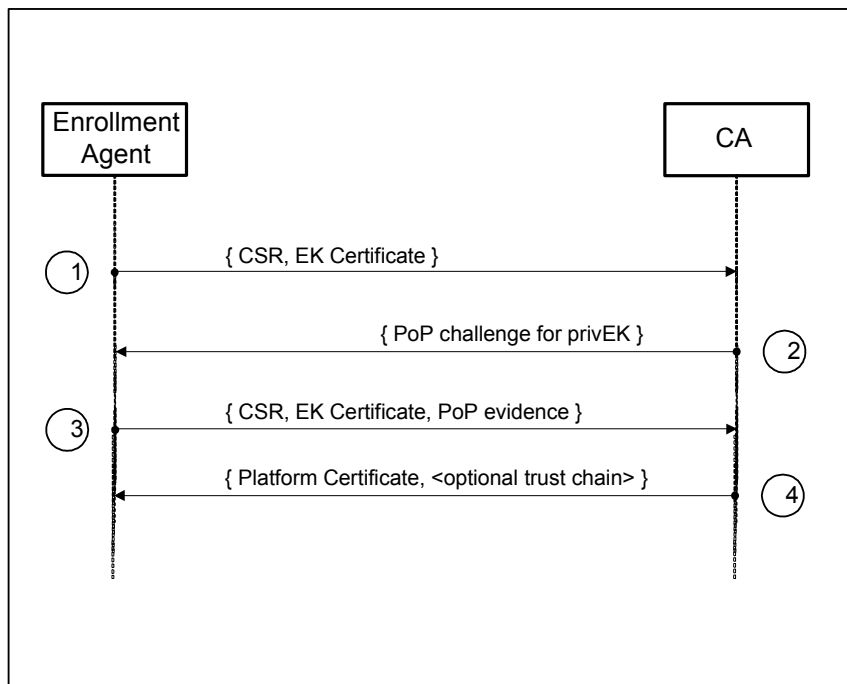 Enrollment
Agent
CA
{ CSR, EK Certificate }
1
{ PoP challenge for privEK }
2
{ CSR, EK Certificate, PoP evidence }
3
{ Platform Certificate, <optional trust chain> }
4